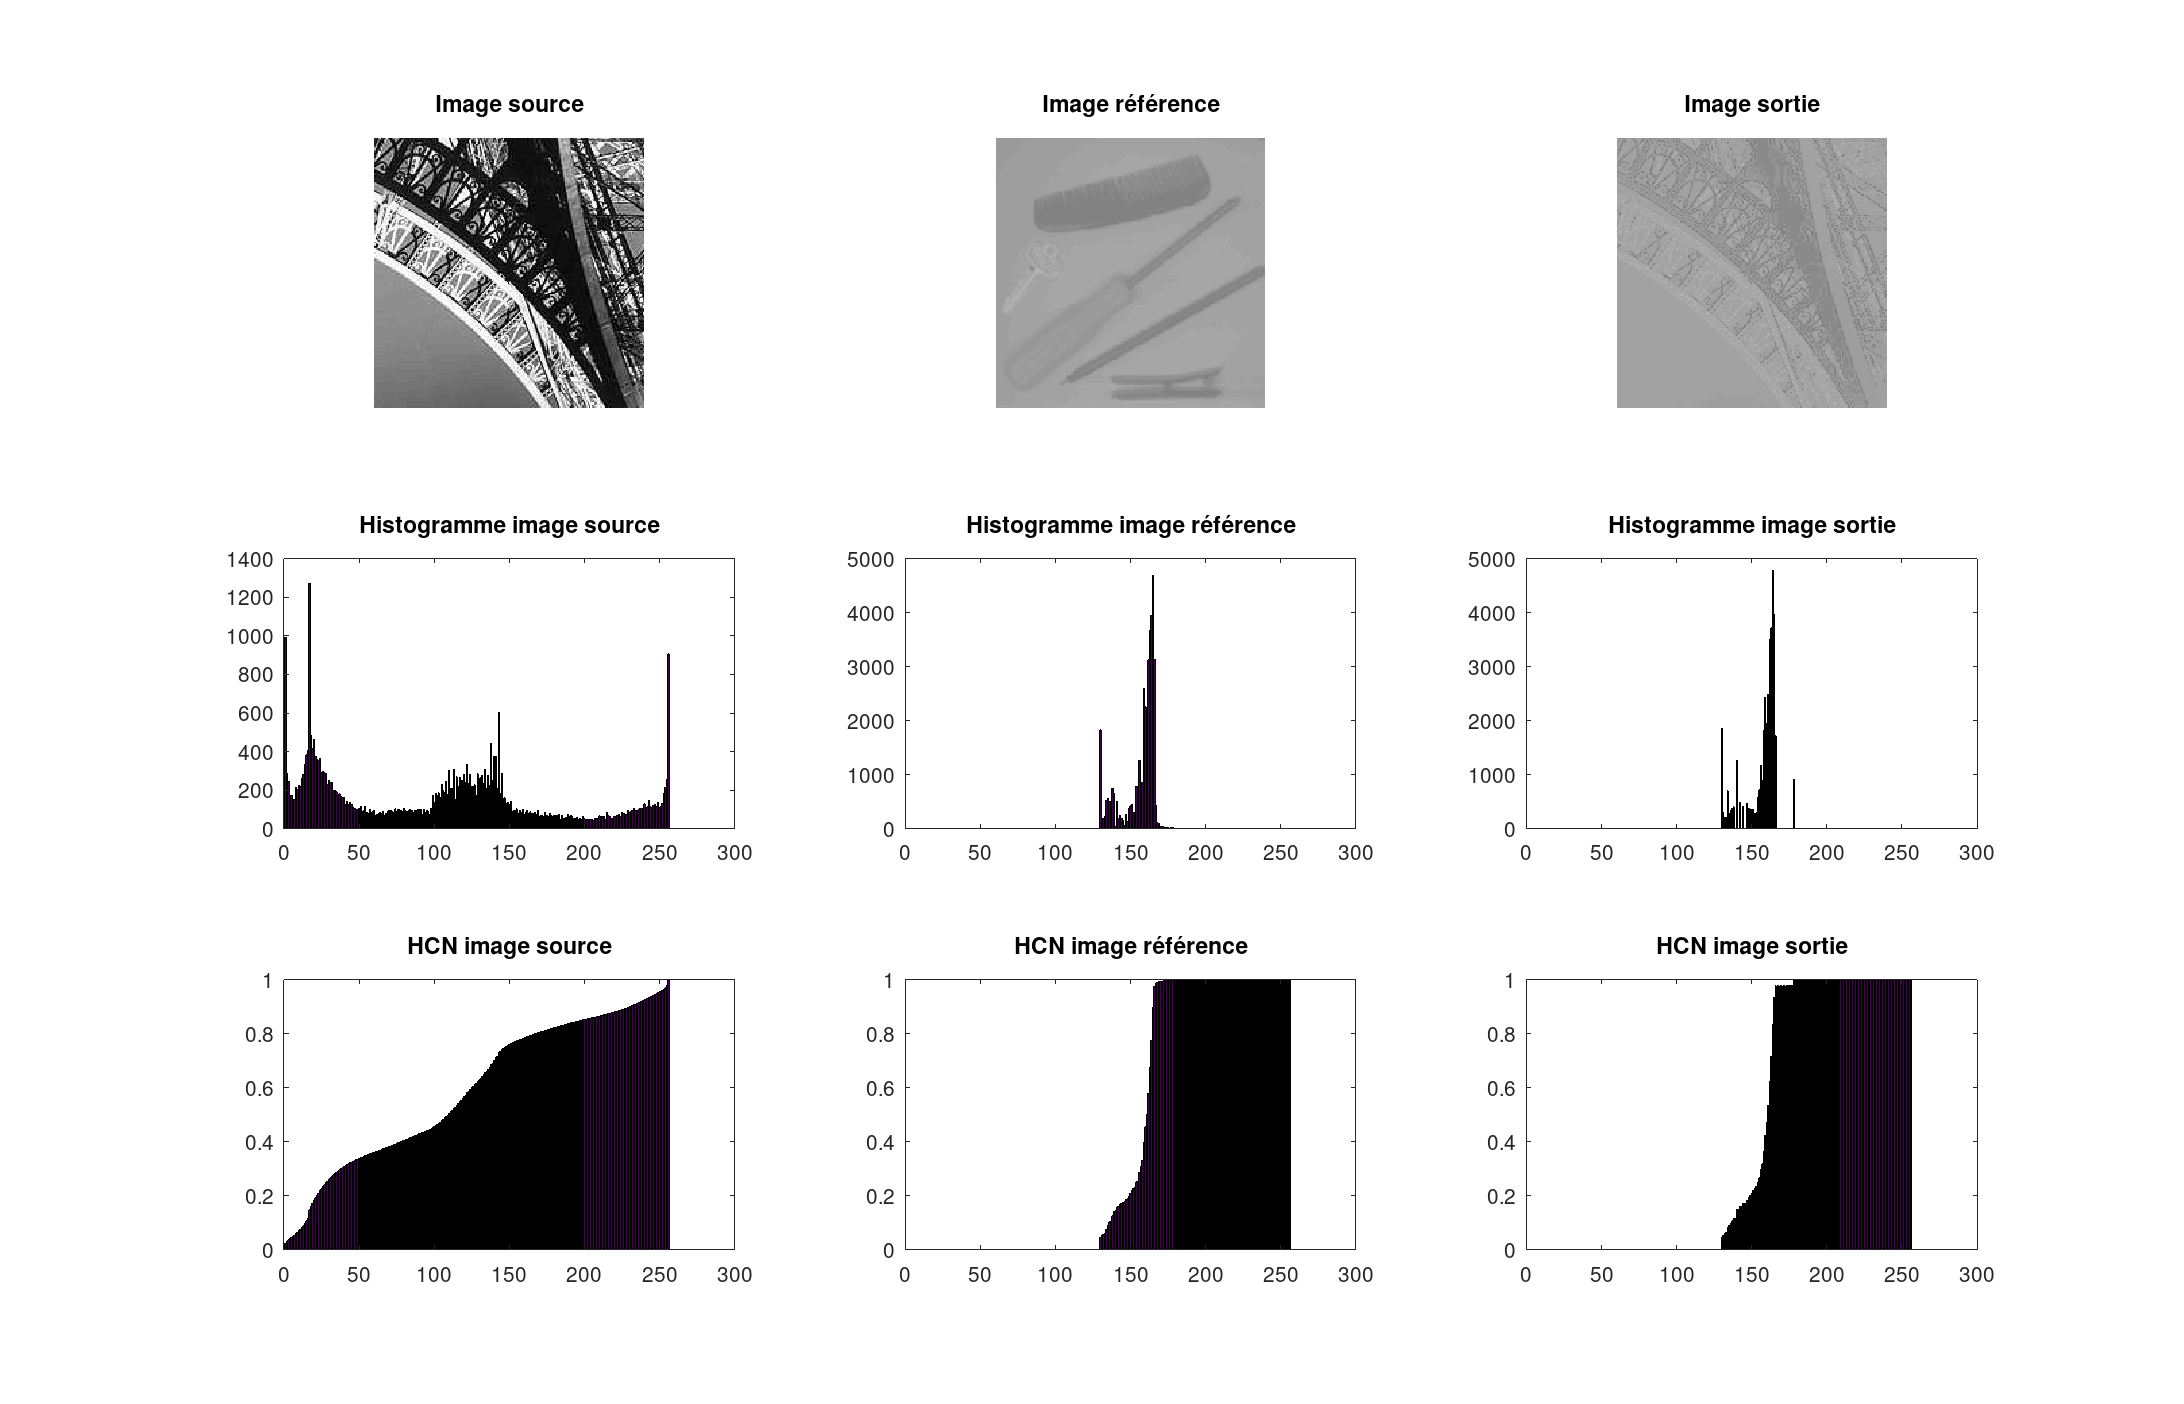 Image source
Image référence
Image sortie
Histogramme image source
Histogramme image référence
Histogramme image sortie
1400
1200
1000
800
600
400
200
0
0 50 100 150 200 250 300
5000
4000
3000
2000
1000
0
0 50 100 150 200 250 300
5000
4000
3000
2000
1000
0
0 50 100 150 200 250 300
HCN image source
HCN image référence
HCN image sortie
1
0.8
0.6
0.4
0.2
0
0 50 100 150 200 250 300
1
0.8
0.6
0.4
0.2
0
0 50 100 150 200 250 300
1
0.8
0.6
0.4
0.2
0
0 50 100 150 200 250 300